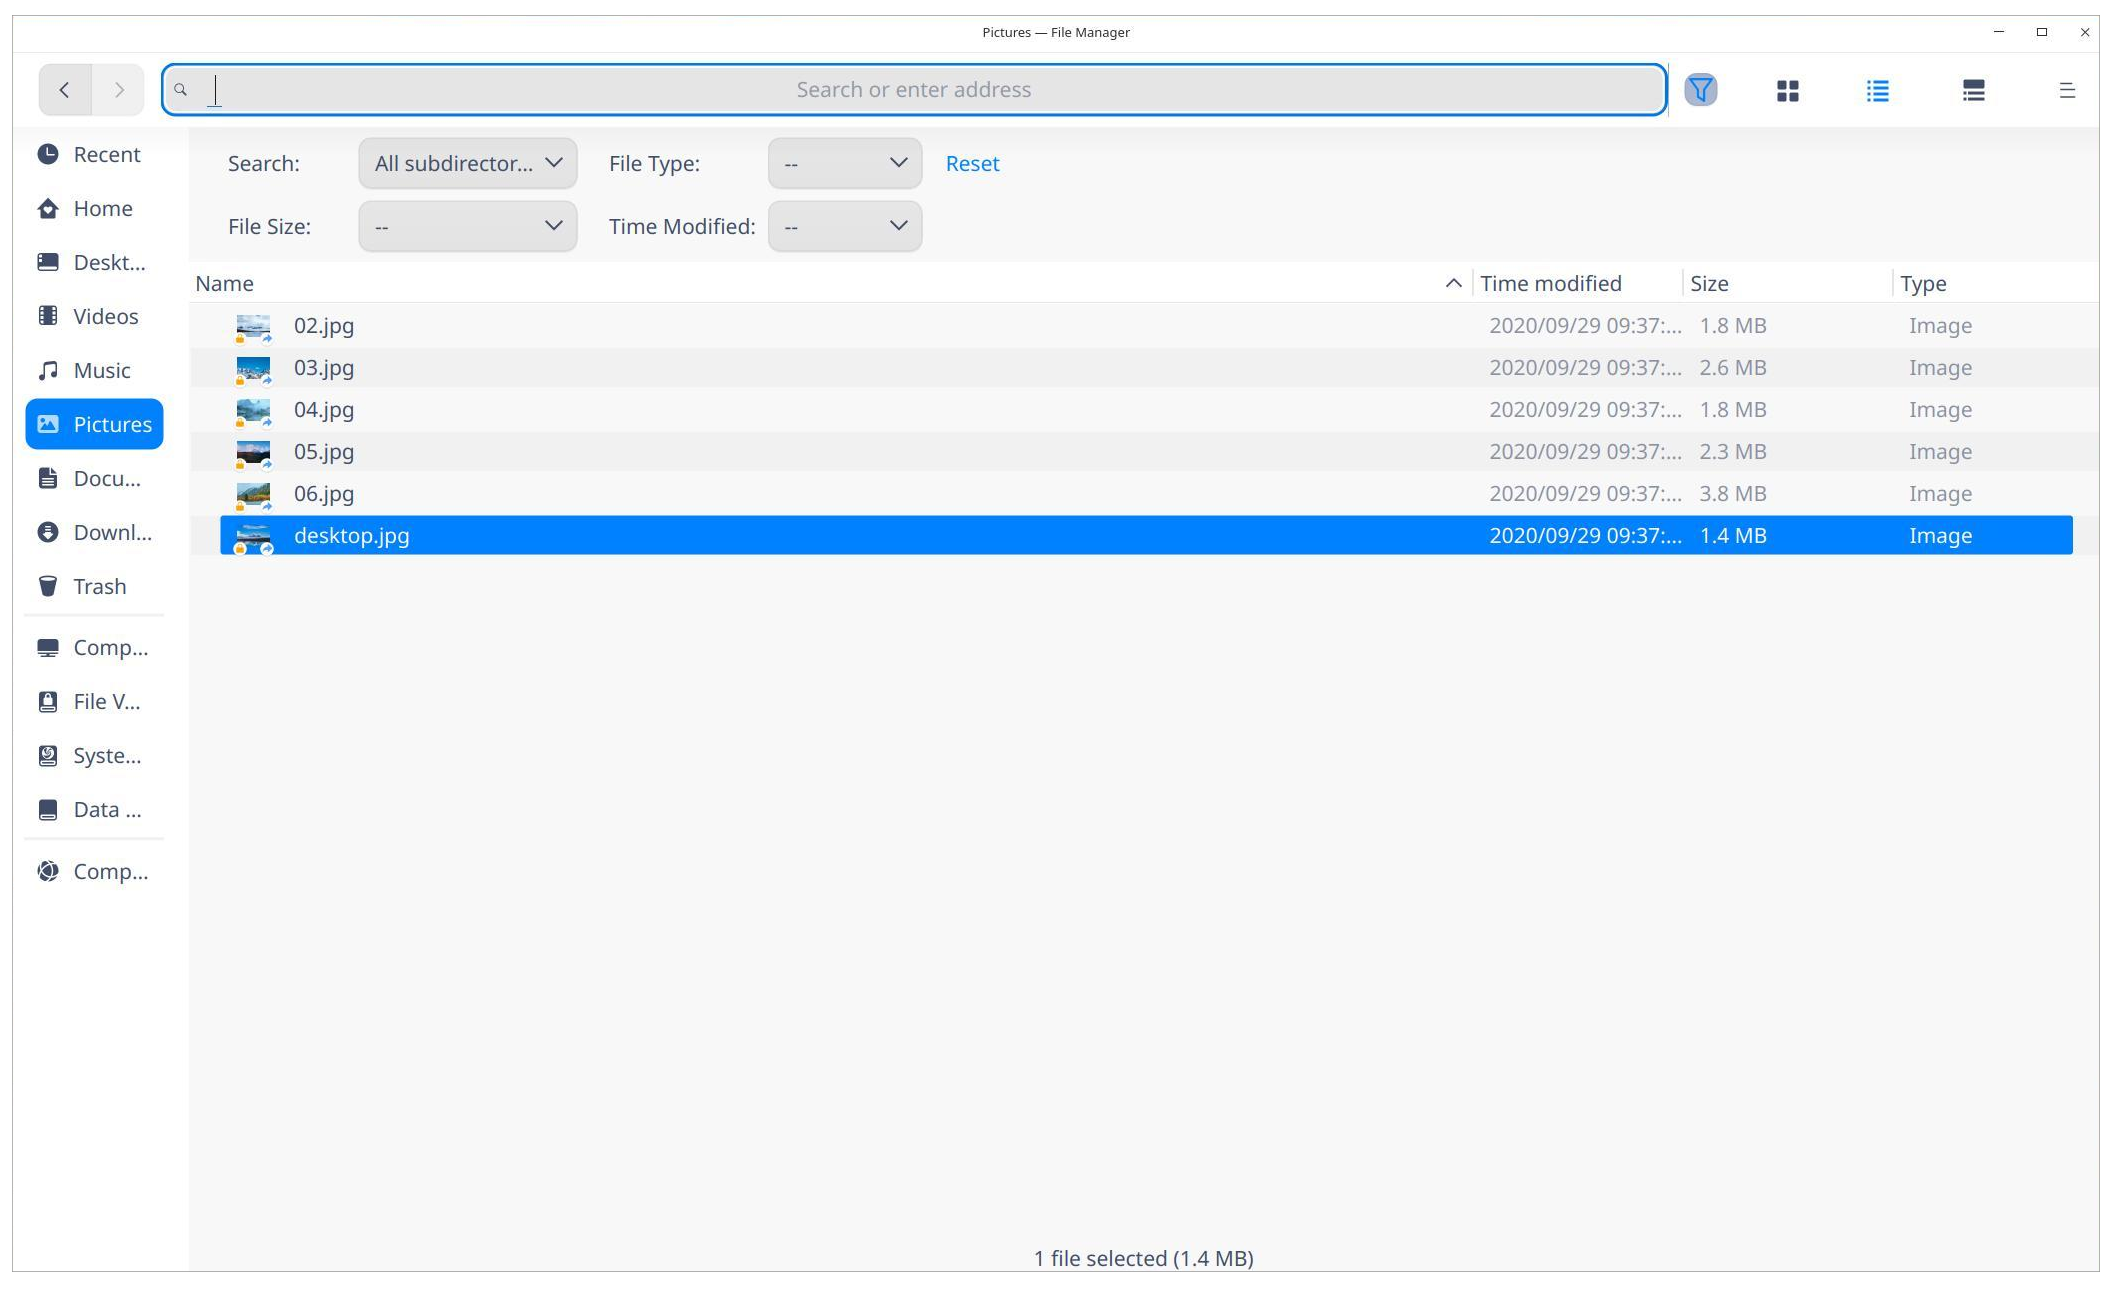 Pictures — File Manager
Search or enter address
Recent
Home
Deskt...
Videos
Music
Pictures
Docu...
Downl...
Trash
Comp...
File V...
Syste...
Data ...
Comp...
Search: All subdirector... File Type: -- Reset
File Size: -- Time Modified: --
Name Time modified Size Type
02.jpg 2020/09/29 09:37:... 1.8 MB Image
03.jpg 2020/09/29 09:37:... 2.6 MB Image
04.jpg 2020/09/29 09:37:... 1.8 MB Image
05.jpg 2020/09/29 09:37:... 2.3 MB Image
06.jpg 2020/09/29 09:37:... 3.8 MB Image
desktop.jpg 2020/09/29 09:37:... 1.4 MB Image
1 file selected (1.4 MB)